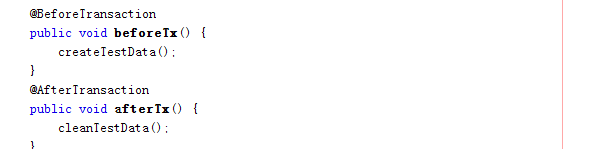 @BeforeTransaction
public void beforeTx() {
    createTestData();
}
@AfterTransaction
public void afterTx() {
    cleanTestData();
}